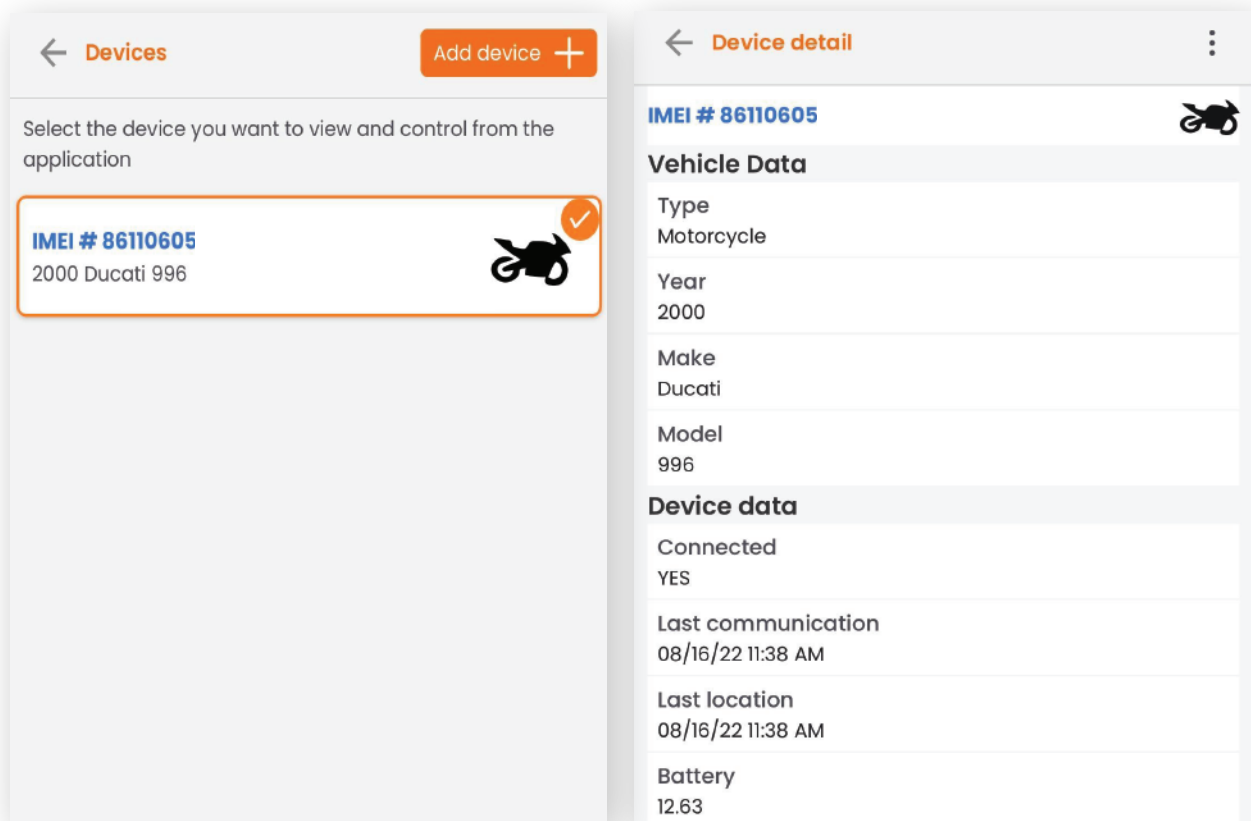 Devices
Add device
Select the device you want to view and control from the
application
IMEI # 86110605
2000 Ducati 996
Device detail
IMEI # 86110605
Vehicle Data
Type
Motorcycle
Year
2000
Make
Ducati
Model
996
Device data
Connected
YES
Last communication
08/16/22 11:38 AM
Last location
08/16/22 11:38 AM
Battery
12.63